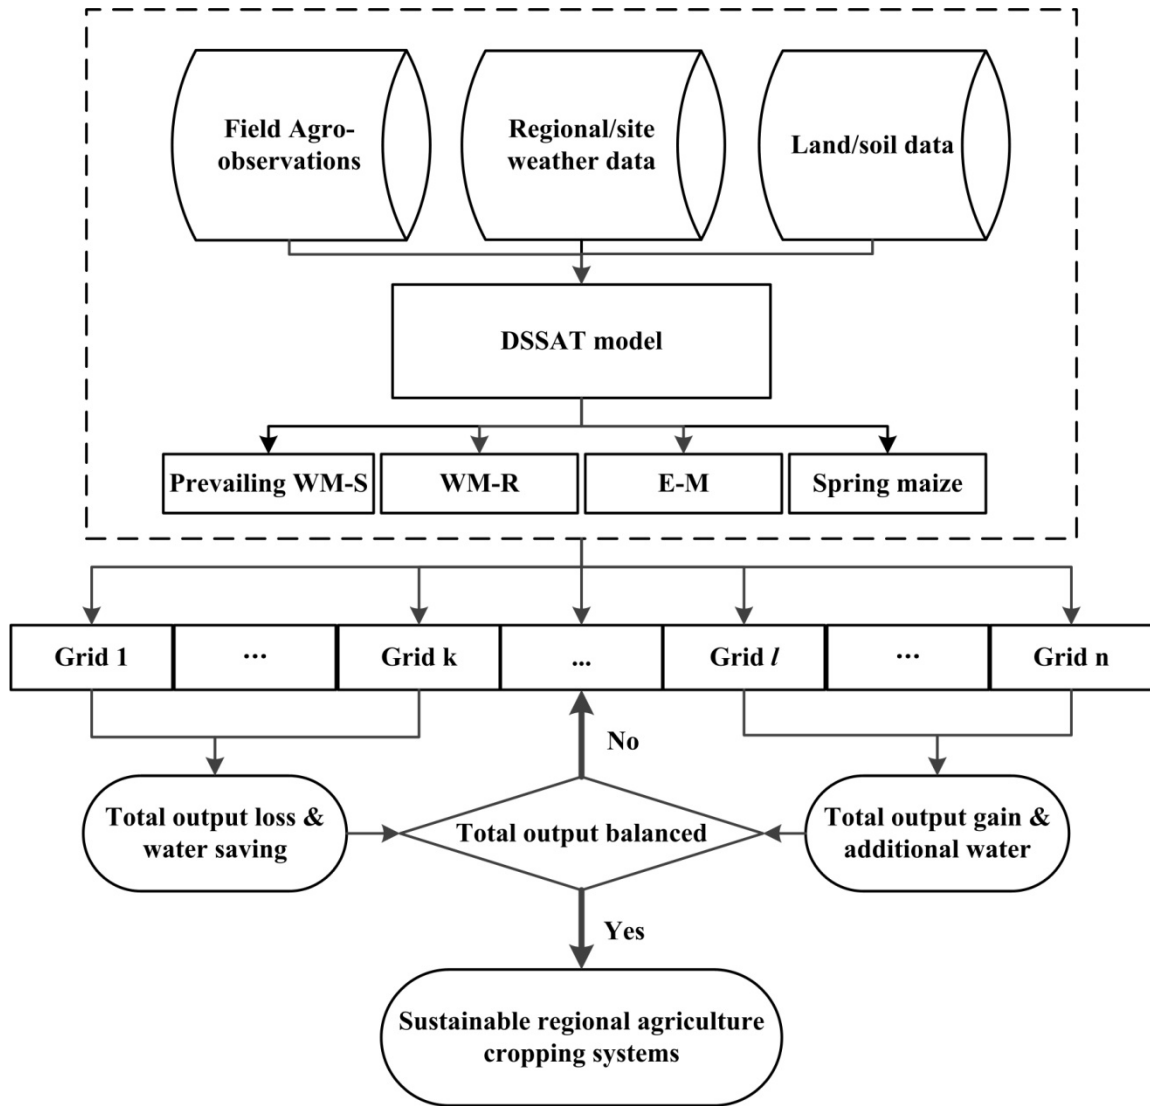 Field Agro-
observations
Regional/site
weather data
Land/soil data
DSSAT model
Prevailing WM-S
WM-R
E-M
Spring maize
Grid 1
...
Grid k
...
Grid l
...
Grid n
No
Total output loss &
water saving
Total output balanced
Total output gain &
additional water
Yes
Sustainable regional agriculture
cropping systems